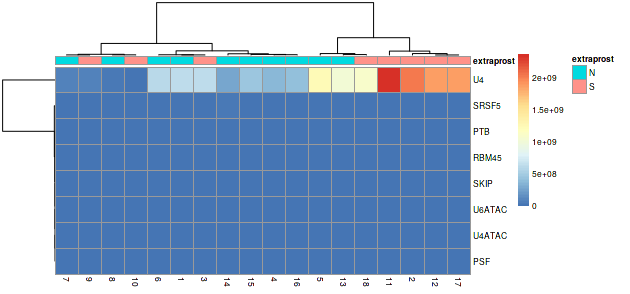 extraprost
extraprost
N
S
U4
SRSF5
PTB
RBM45
SKIP
U6ATAC
U4ATAC
PSF
2e+09
1.5e+09
1e+09
5e+08
0
7 9 8 10 6 1 3 14 15 4 16 5 13 18 11 2 12 17